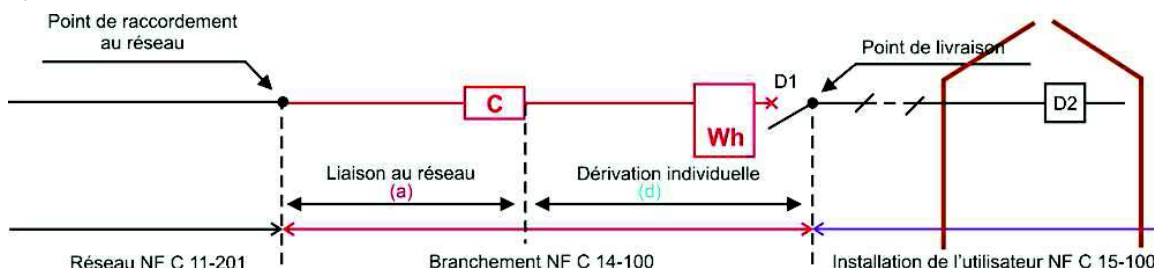 Point de raccordement
au réseau
Point de livraison
D1
C
Wh
D2
Liaison au réseau
(a)
Dérivation individuelle
(d)
Réseau NF C 11-201
Branchement NF C 14-100
Installation de l'utilisateur NF C 15-100